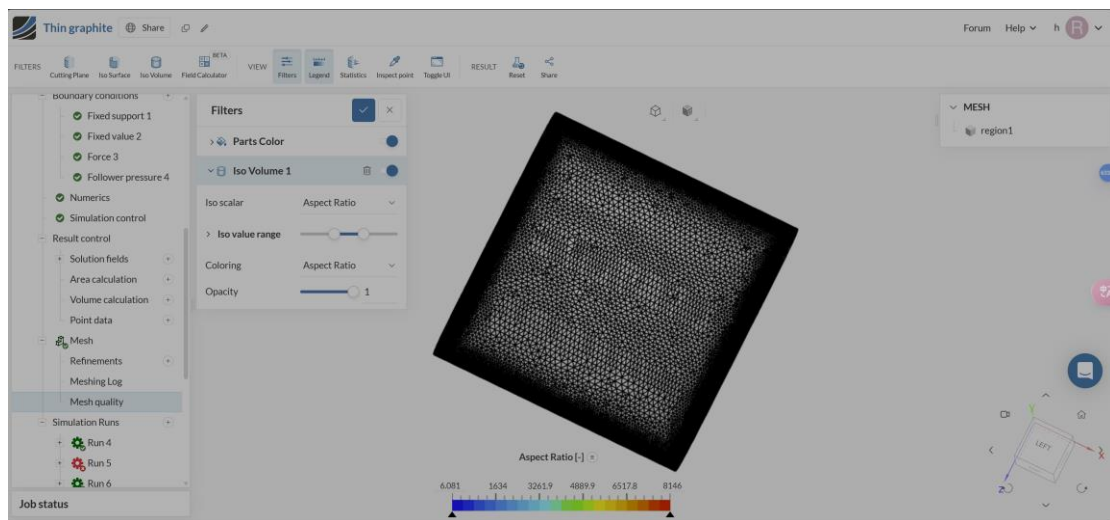 Thin graphite
Share
Forum
Help
h
R
FILTERS
Cutting Plane
Iso Surface
Iso Volume
BETA
Field Calculator
VIEW
Filters
Legend
Statistics
Inspect point
Toggle UI
RESULT
Reset
Share
Boundary conditions
Fixed support 1
Fixed value 2
Force 3
Follower pressure 4
Numerics
Simulation control
Result control
Solution fields
Area calculation
Volume calculation
Point data
Mesh
Refinements
Meshing Log
Mesh quality
Simulation Runs
Run 4
Run 5
Run 6
Job status
Filters
Parts Color
Iso Volume 1
Iso scalar Aspect Ratio
Iso value range
Coloring Aspect Ratio
Opacity 1
MESH
region1
Aspect Ratio [-]
6.081 1634 3261.9 4889.9 6517.8 8146
Y
LEFT
X
Z